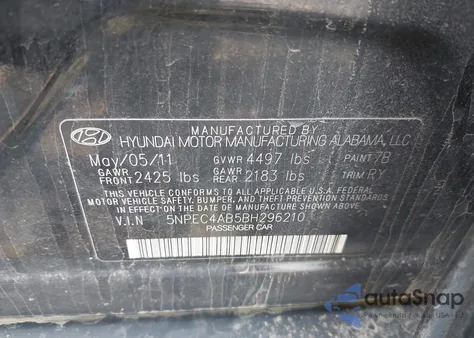 MANUFACTURED BY
HYUNDAI MOTOR MANUFACTURING ALABAMA, LLC
May/05/11 GVWR 4497 lbs PAINT 7B
GAWR FRONT 2425 lbs GAWR REAR 2183 lbs TRIM RY
THIS VEHICLE CONFORMS TO ALL APPLICABLE U.S.A. FEDERAL
MOTOR VEHICLE SAFETY, BUMPER, AND THEFT PREVENTION STANDARDS
IN EFFECT ON THE DATE OF MANUFACTURE SHOWN ABOVE.
V.I.N 5NPEC4AB5BH296210
PASSENGER CAR
autoSnap